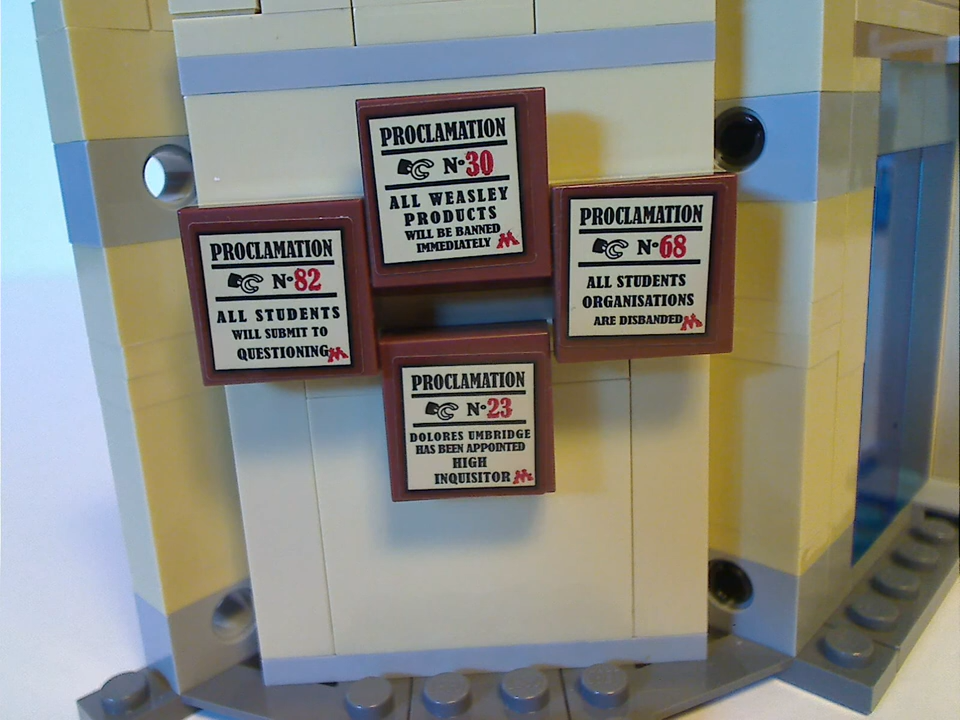 PROCLAMATION
Nº30
ALL WEASLEY
PRODUCTS
WILL BE BANNED
IMMEDIATELY
PROCLAMATION
Nº82
ALL STUDENTS
WILL SUBMIT TO
QUESTIONING
PROCLAMATION
Nº68
ALL STUDENTS
ORGANISATIONS
ARE DISBANDED
PROCLAMATION
Nº23
DOLORES UMBRIDGE
HAS BEEN APPOINTED
HIGH
INQUISITOR